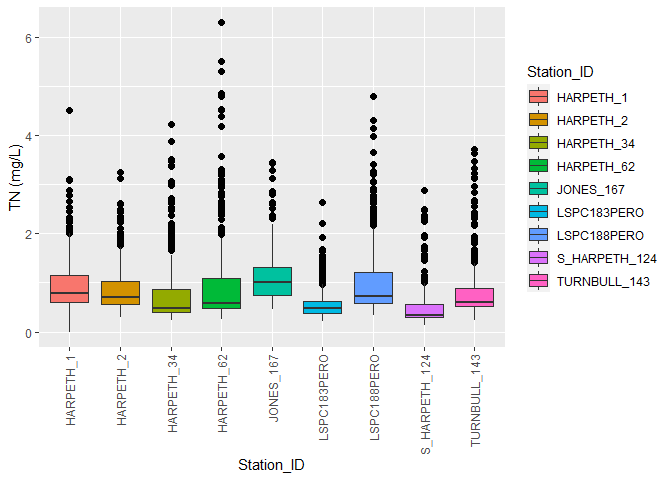 TN (mg/L)
6
4
2
0
HARPETH_1
HARPETH_2
HARPETH_34
HARPETH_62
JONES_167
LSPC183PERO
LSPC188PERO
S_HARPETH_124
TURNBULL_143
Station_ID
Station_ID
HARPETH_1
HARPETH_2
HARPETH_34
HARPETH_62
JONES_167
LSPC183PERO
LSPC188PERO
S_HARPETH_124
TURNBULL_143